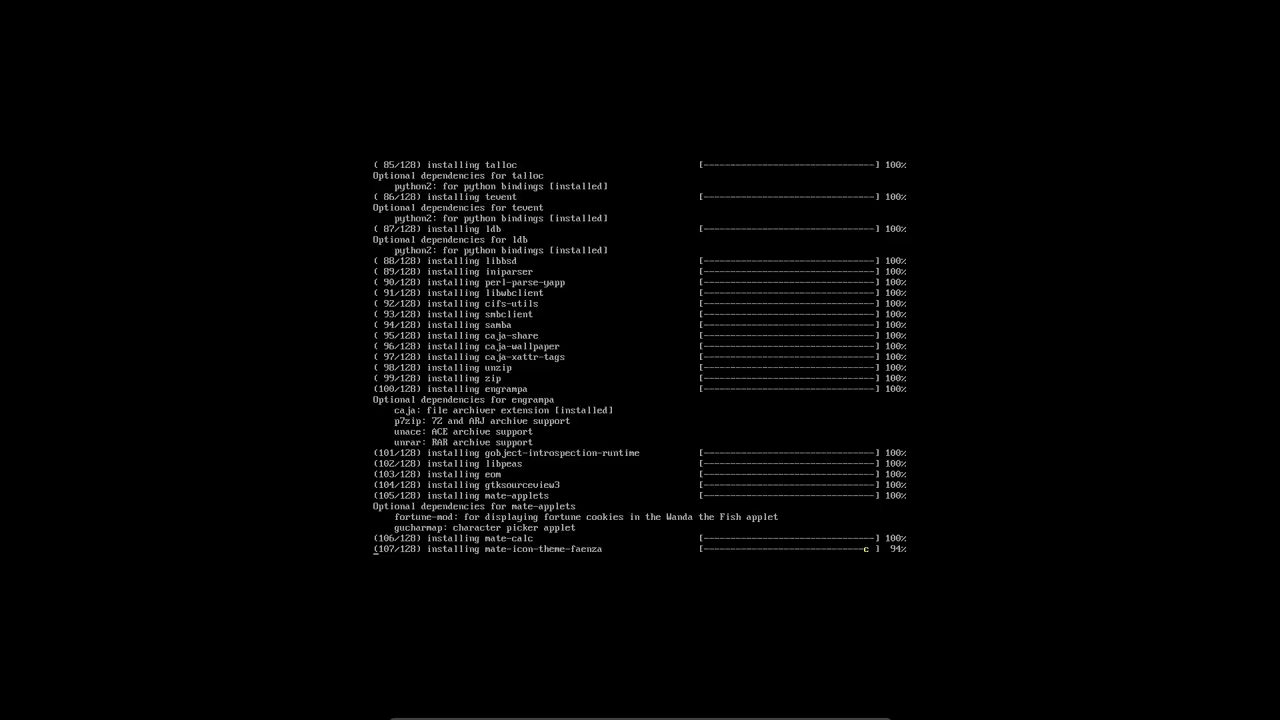 ( 85/128) installing talloc [--------------------------------] 100%
Optional dependencies for talloc
python2: for python bindings [installed]
( 86/128) installing tevent [--------------------------------] 100%
Optional dependencies for tevent
python2: for python bindings [installed]
( 87/128) installing ldb [--------------------------------] 100%
Optional dependencies for ldb
python2: for python bindings [installed]
( 88/128) installing libbsd [--------------------------------] 100%
( 89/128) installing iniparser [--------------------------------] 100%
( 90/128) installing perl-parse-yapp [--------------------------------] 100%
( 91/128) installing libwbclient [--------------------------------] 100%
( 92/128) installing cifs-utils [--------------------------------] 100%
( 93/128) installing smbclient [--------------------------------] 100%
( 94/128) installing samba [--------------------------------] 100%
( 95/128) installing caja-share [--------------------------------] 100%
( 96/128) installing caja-wallpaper [--------------------------------] 100%
( 97/128) installing caja-xattr-tags [--------------------------------] 100%
( 98/128) installing unzip [--------------------------------] 100%
( 99/128) installing zip [--------------------------------] 100%
(100/128) installing engrampa [--------------------------------] 100%
Optional dependencies for engrampa
caja: file archiver extension [installed]
p7zip: 7Z and ARJ archive support
unace: ACE archive support
unrar: RAR archive support
(101/128) installing gobject-introspection-runtime [--------------------------------] 100%
(102/128) installing libpeas [--------------------------------] 100%
(103/128) installing eom [--------------------------------] 100%
(104/128) installing gtksourceview3 [--------------------------------] 100%
(105/128) installing mate-applets [--------------------------------] 100%
Optional dependencies for mate-applets
fortune-mod: for displaying fortune cookies in the Wanda the Fish applet
gucharmap: character picker applet
(106/128) installing mate-calc [--------------------------------] 100%
(107/128) installing mate-icon-theme-faenza [------------------------------c ] 94%